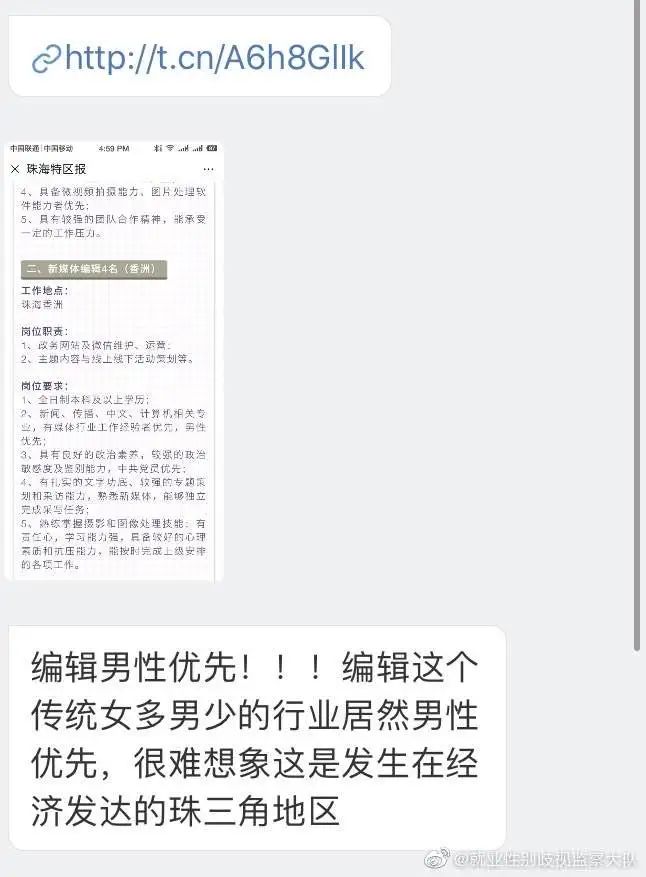 http://t.cn/A6h8Gllk
中国联通 中国移动 4:59 PM
珠海特区报
4、具备微视频拍摄能力、图片处理软
件能力者优先；
5、具有较强的团队合作精神，能承受
一定的工作压力。
二、新媒体编辑4名（香洲）
工作地点：
珠海香洲
岗位职责：
1、政务网站及微信维护、运营；
2、主题内容与线上线下活动策划等。
岗位要求：
1、全日制本科及以上学历；
2、新闻、传播、中文、计算机相关专
业，有媒体行业工作经验者优先，男性
优先；
3、具有良好的政治素养，较强的政治
敏感度及鉴别能力，中共党员优先；
4、有扎实的文字功底、较强的专题策
划和采访能力，熟悉新媒体，能够独立
完成采写任务；
5、熟练掌握摄影和图像处理技能；有
责任心，学习能力强，具备较好的心理
素质和抗压能力，能按时完成上级安排
的各项工作。
编辑男性优先！！！编辑这个
传统女多男少的行业居然男性
优先，很难想象这是发生在经
济发达的珠三角地区
@就业性别歧视监察大队